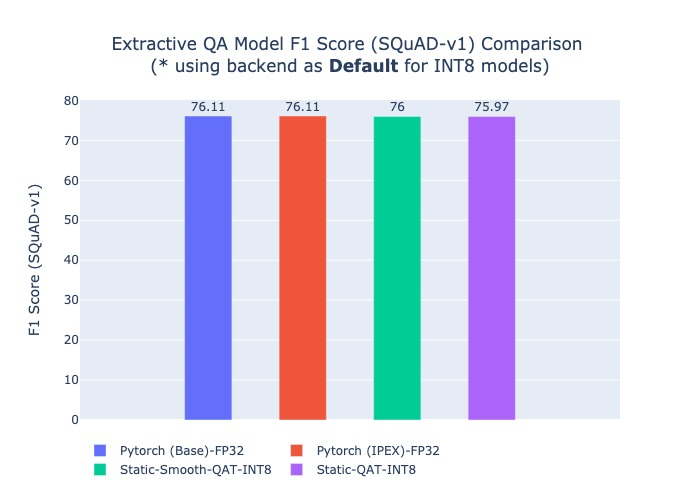 Extractive QA Model F1 Score (SQuAD-v1) Comparison
(* using backend as Default for INT8 models)
F1 Score (SQuAD-v1)
80
70
60
50
40
30
20
10
0
76.11 76.11 76 75.97
Pytorch (Base)-FP32 Pytorch (IPEX)-FP32
Static-Smooth-QAT-INT8 Static-QAT-INT8